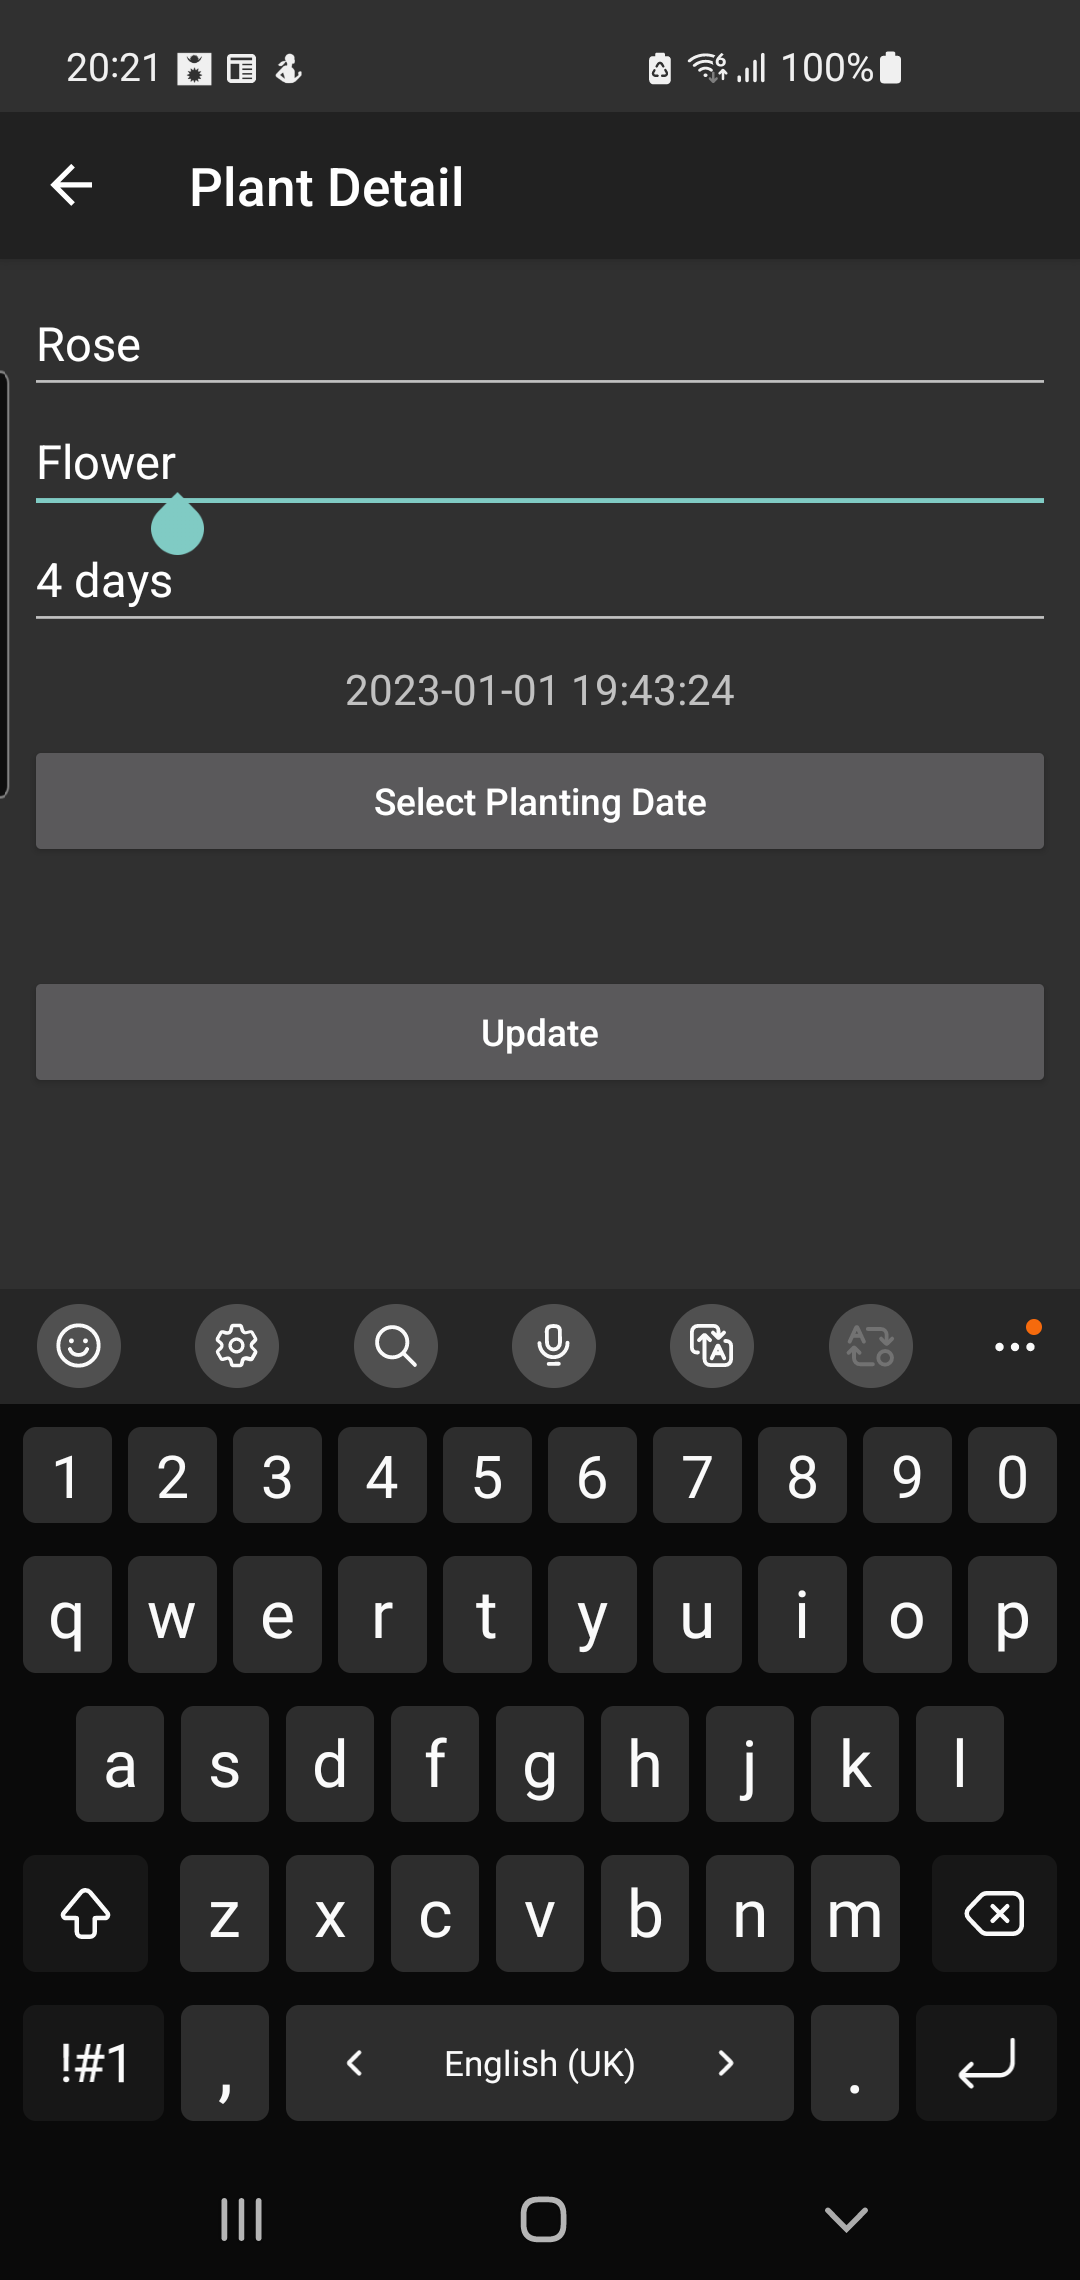 20:21 100%
Plant Detail
Rose
Flower
4 days
2023-01-01 19:43:24
Select Planting Date
Update
1 2 3 4 5 6 7 8 9 0
q w e r t y u i o p
a s d f g h j k l
z x c v b n m
!#1 , < English (UK) > .